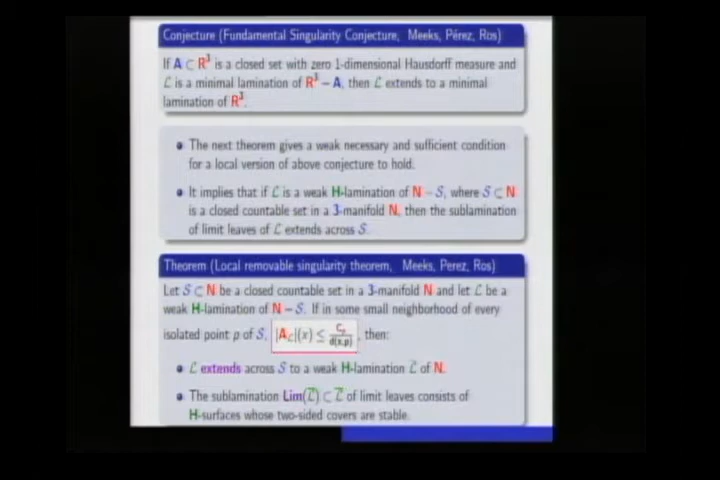 Conjecture (Fundamental Singularity Conjecture, Meeks, Pérez, Ros)
If A ⊂ R³ is a closed set with zero 1-dimensional Hausdorff measure and
ℒ is a minimal lamination of R³ − A, then ℒ extends to a minimal
lamination of R³.
• The next theorem gives a weak necessary and sufficient condition
for a local version of above conjecture to hold.
• It implies that if ℒ is a weak H-lamination of N − 𝒮, where 𝒮 ⊂ N
is a closed countable set in a 3-manifold N, then the sublamination
of limit leaves of ℒ extends across 𝒮.
Theorem (Local removable singularity theorem, Meeks, Perez, Ros)
Let 𝒮 ⊂ N be a closed countable set in a 3-manifold N and let ℒ be a
weak H-lamination of N − 𝒮. If in some small neighborhood of every
isolated point p of 𝒮, |A_ℒ|(x) ≤ C_p/d(x,p), then:
• ℒ extends across 𝒮 to a weak H-lamination ℒ̅ of N.
• The sublamination Lim(ℒ̅) ⊂ ℒ̅ of limit leaves consists of
H-surfaces whose two-sided covers are stable.